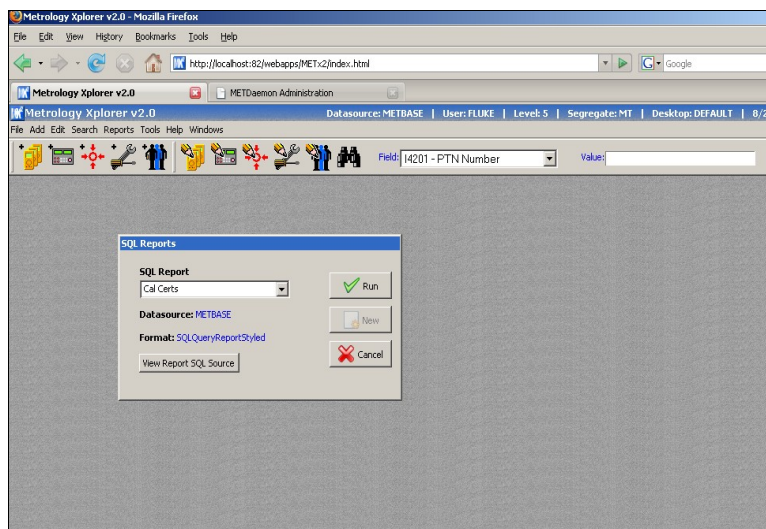 Metrology Xplorer v2.0 - Mozilla Firefox
File Edit View History Bookmarks Tools Help
http://localhost:82/webapps/METx2/index.html
G Google
Metrology Xplorer v2.0
METDaemon Administration
Metrology Xplorer v2.0 Datasource: METBASE | User: FLUKE | Level: 5 | Segregate: MT | Desktop: DEFAULT | 8/2
File Add Edit Search Reports Tools Help Windows
Field: I4201 - PTN Number Value:
SQL Reports
SQL Report
Cal Certs
Run
Datasource: METBASE
New
Format: SQLQueryReportStyled
View Report SQL Source
Cancel